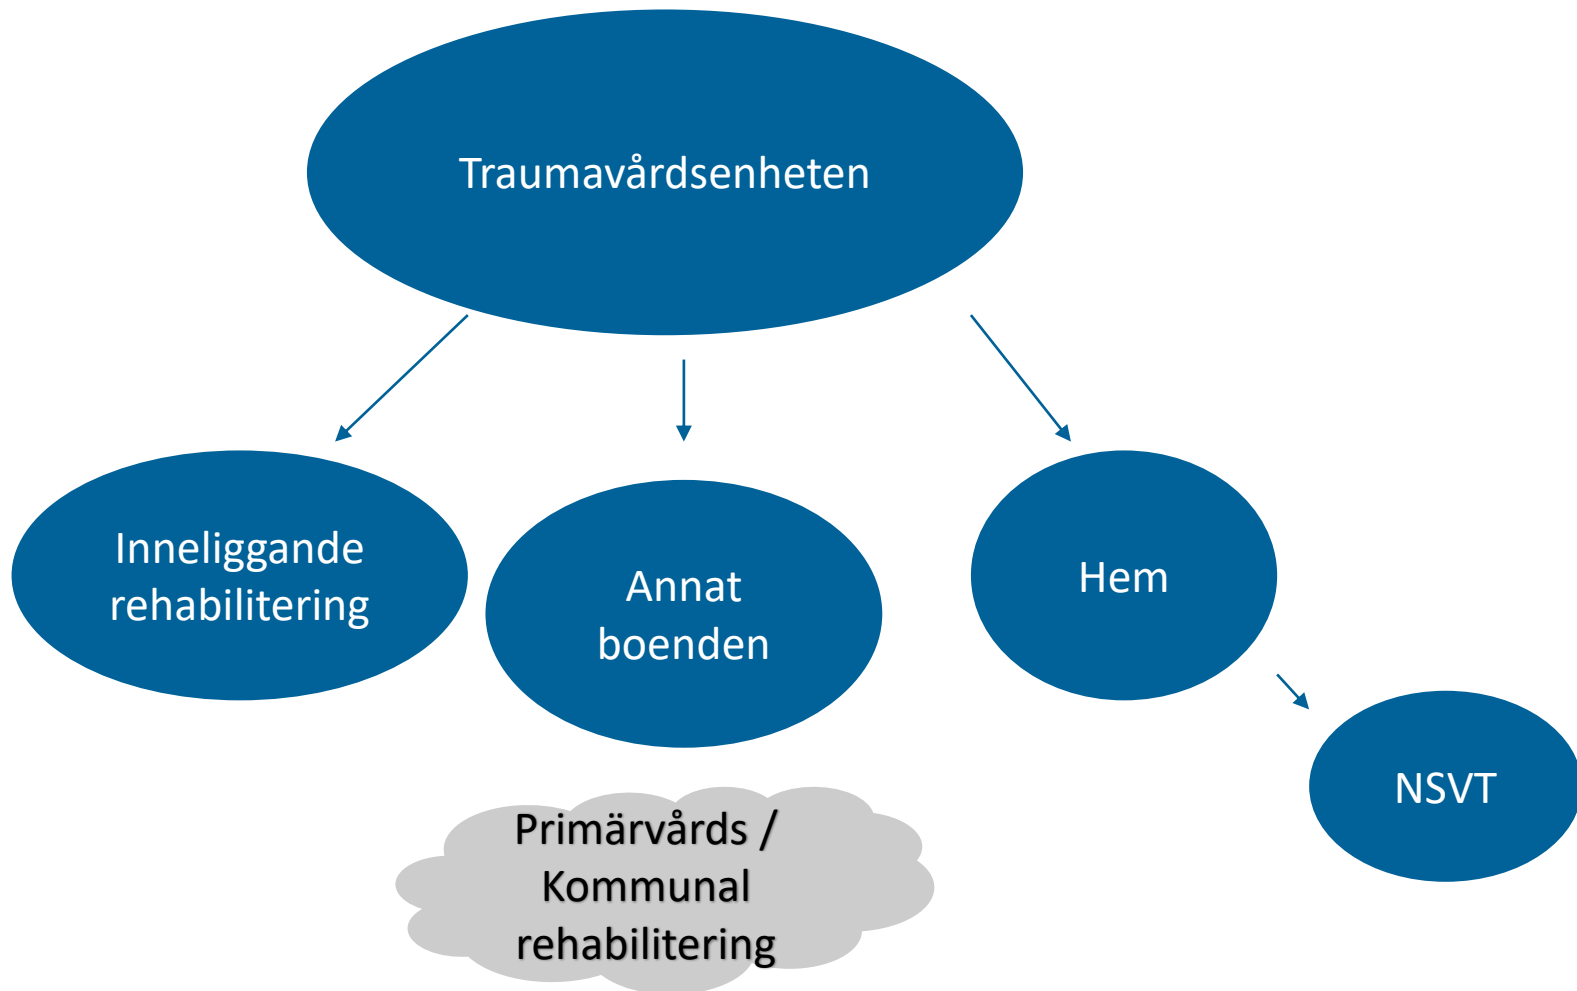 Traumavårdsenheten
Inneliggande
rehabilitering
Annat
boenden
Hem
NSVT
Primärvårds /
Kommunal
rehabilitering